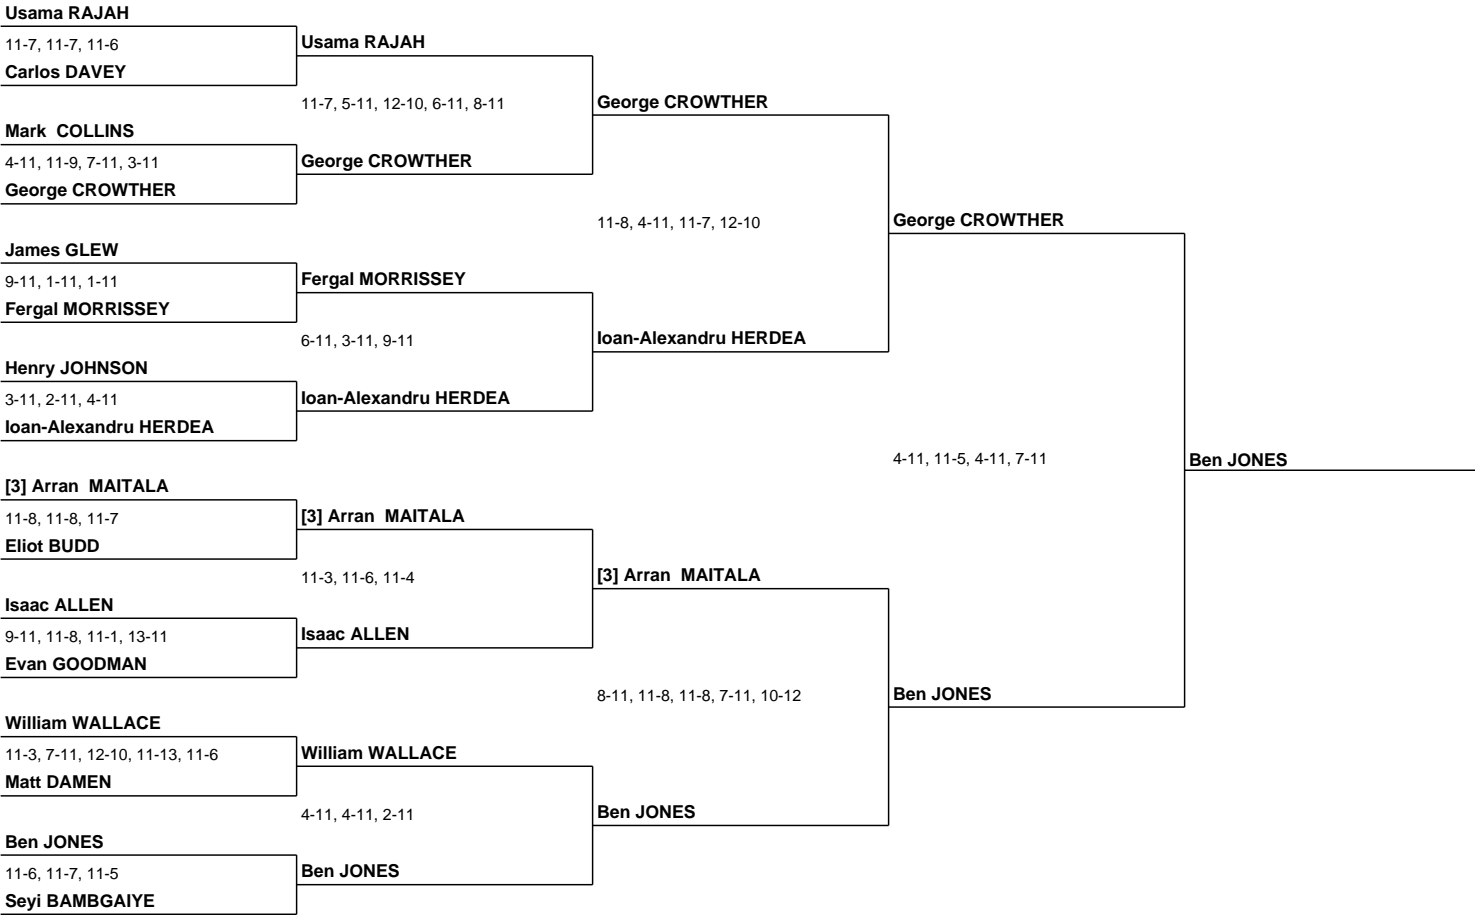 Usama RAJAH
11-7, 11-7, 11-6
Carlos DAVEY
Usama RAJAH
11-7, 5-11, 12-10, 6-11, 8-11
George CROWTHER
Mark  COLLINS
4-11, 11-9, 7-11, 3-11
George CROWTHER
George CROWTHER
11-8, 4-11, 11-7, 12-10
George CROWTHER
James GLEW
9-11, 1-11, 1-11
Fergal MORRISSEY
Fergal MORRISSEY
6-11, 3-11, 9-11
Ioan-Alexandru HERDEA
Henry JOHNSON
3-11, 2-11, 4-11
Ioan-Alexandru HERDEA
Ioan-Alexandru HERDEA
4-11, 11-5, 4-11, 7-11
Ben JONES
[3] Arran  MAITALA
11-8, 11-8, 11-7
Eliot BUDD
[3] Arran  MAITALA
11-3, 11-6, 11-4
[3] Arran  MAITALA
Isaac ALLEN
9-11, 11-8, 11-1, 13-11
Evan GOODMAN
Isaac ALLEN
8-11, 11-8, 11-8, 7-11, 10-12
Ben JONES
William WALLACE
11-3, 7-11, 12-10, 11-13, 11-6
Matt DAMEN
William WALLACE
4-11, 4-11, 2-11
Ben JONES
Ben JONES
11-6, 11-7, 11-5
Seyi BAMBGAIYE
Ben JONES